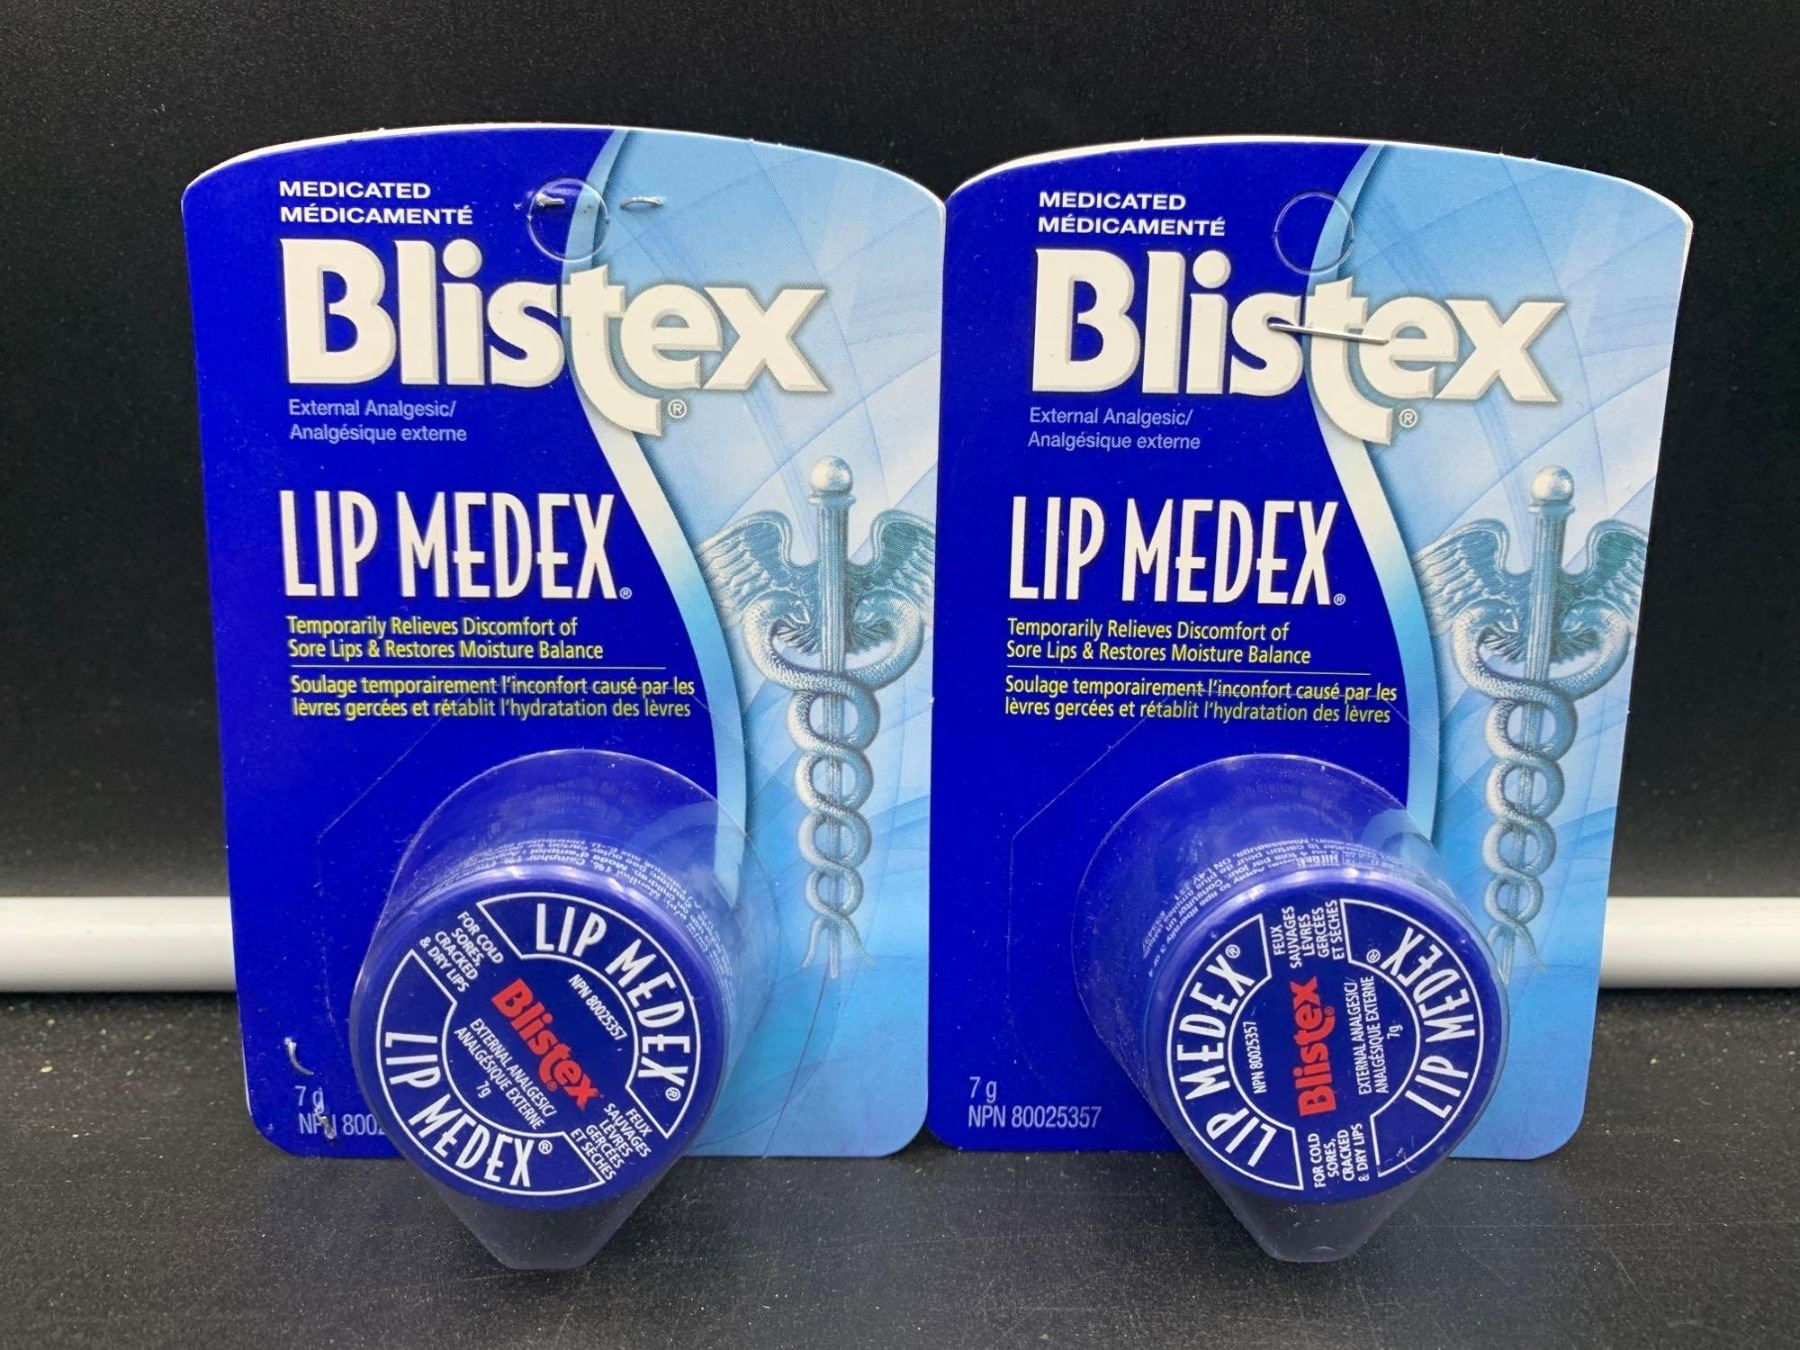 MEDICATED
MÉDICAMENTÉ
Blistex®
External Analgesic/
Analgésique externe
LIP MEDEX®
Temporarily Relieves Discomfort of
Sore Lips & Restores Moisture Balance
Soulage temporairement l'inconfort causé par les
lèvres gercées et rétablit l'hydratation des lèvres
LIP MEDEX®
FOR COLD
SORES,
CRACKED
& DRY LIPS
NPN 80025357
Blistex®
EXTERNAL ANALGESIC/
ANALGÉSIQUE EXTERNE
7g
FEUX
SAUVAGES
LÈVRES
GERCÉES
ET SÈCHES
LIP MEDEX®
7 g
NPN 8002
MEDICATED
MÉDICAMENTÉ
Blistex®
External Analgesic/
Analgésique externe
LIP MEDEX®
Temporarily Relieves Discomfort of
Sore Lips & Restores Moisture Balance
Soulage temporairement l'inconfort causé par les
lèvres gercées et rétablit l'hydratation des lèvres
LIP MEDEX®
FEUX
SAUVAGES
LÈVRES
GERCÉES
ET SÈCHES
NPN 80025357
Blistex®
EXTERNAL ANALGESIC/
ANALGÉSIQUE EXTERNE
7g
FOR COLD
SORES,
CRACKED
& DRY LIPS
LIP MEDEX®
7 g
NPN 80025357